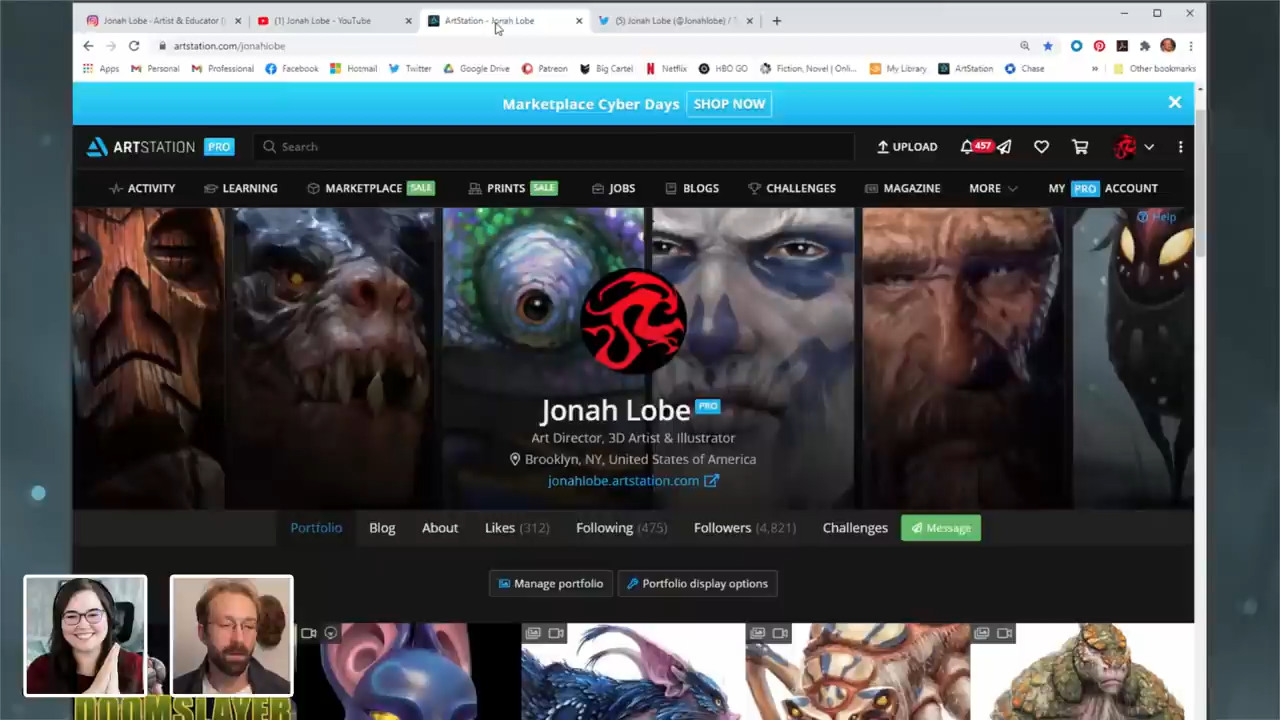 Jonah Lobe - Artist & Educator (
(1) Jonah Lobe - YouTube
ArtStation - Jonah Lobe
(5) Jonah Lobe (@Jonahlobe) / T
artstation.com/jonahlobe
Apps
Personal
Professional
Facebook
Hotmail
Twitter
Google Drive
Patreon
Big Cartel
Netflix
HBO GO
Fiction, Novel | Onli...
My Library
ArtStation
Chase
»
Other bookmarks
Marketplace Cyber Days
SHOP NOW
ARTSTATION PRO
Search
UPLOAD
457
ACTIVITY
LEARNING
MARKETPLACE SALE
PRINTS SALE
JOBS
BLOGS
CHALLENGES
MAGAZINE
MORE
MY PRO ACCOUNT
Help
Jonah Lobe PRO
Art Director, 3D Artist & Illustrator
Brooklyn, NY, United States of America
jonahlobe.artstation.com
Portfolio
Blog
About
Likes (312)
Following (475)
Followers (4,821)
Challenges
Message
Manage portfolio
Portfolio display options
DOOMSLAYER